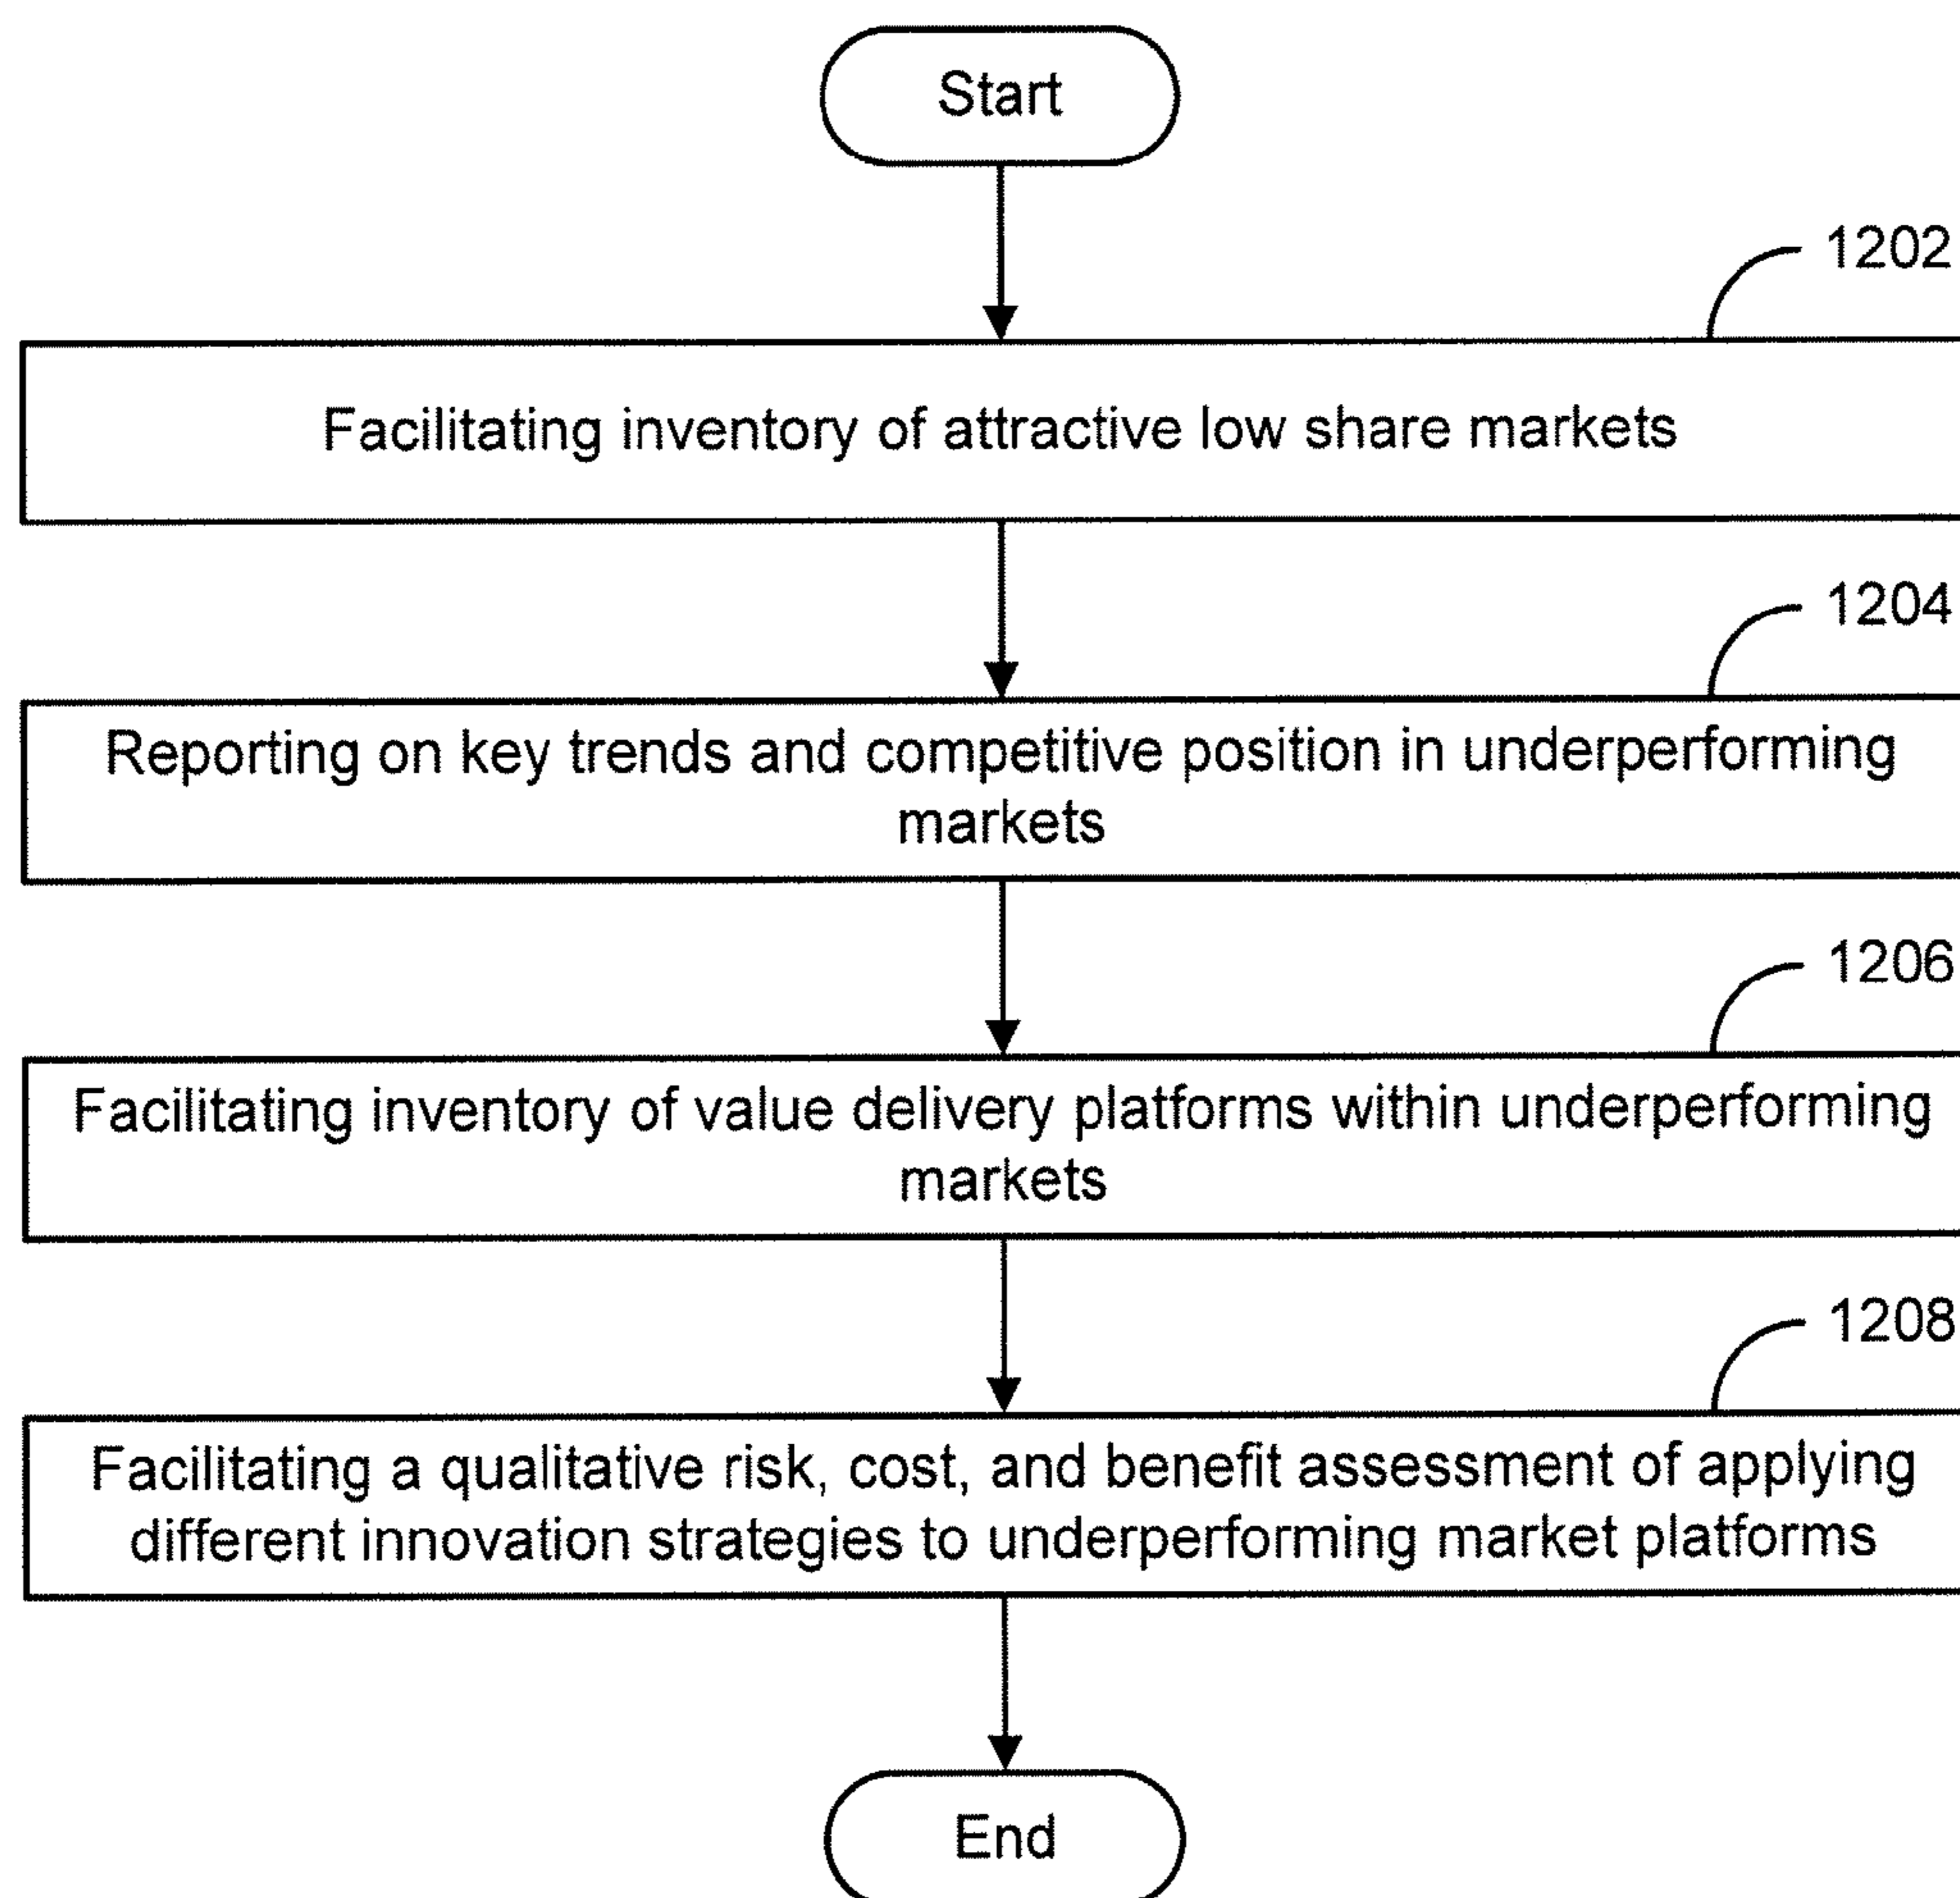 Start
1202
Facilitating inventory of attractive low share markets
1204
Reporting on key trends and competitive position in underperforming
markets
1206
Facilitating inventory of value delivery platforms within underperforming
markets
1208
Facilitating a qualitative risk, cost, and benefit assessment of applying
different innovation strategies to underperforming market platforms
End